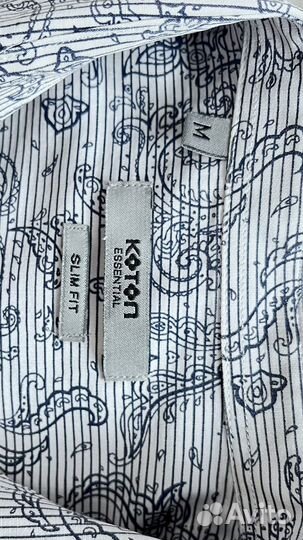 M
KOTON
ESSENTIAL
SLIM FIT
Avito